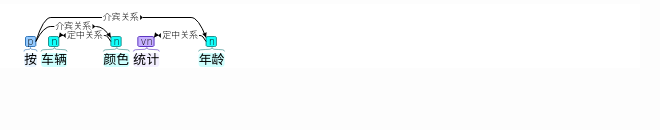 介宾关系
介宾关系
定中关系 定中关系
p n n vn n
按 车辆 颜色 统计 年龄